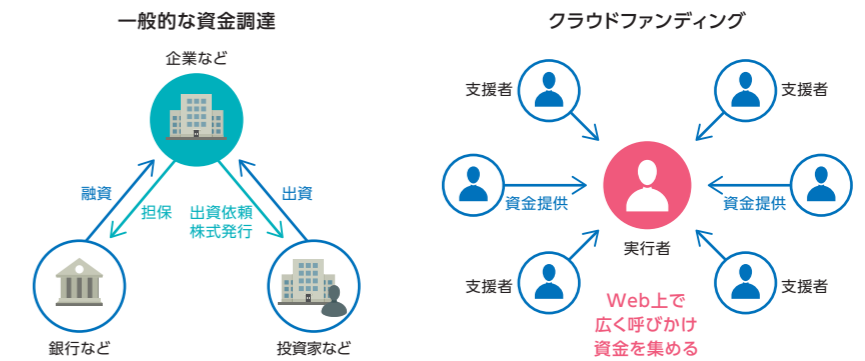 一般的な資金調達
企業など
融資
担保
出資依頼
株式発行
出資
銀行など
投資家など
クラウドファンディング
支援者
支援者
資金提供
資金提供
実行者
支援者
支援者
Web上で
広く呼びかけ
資金を集める